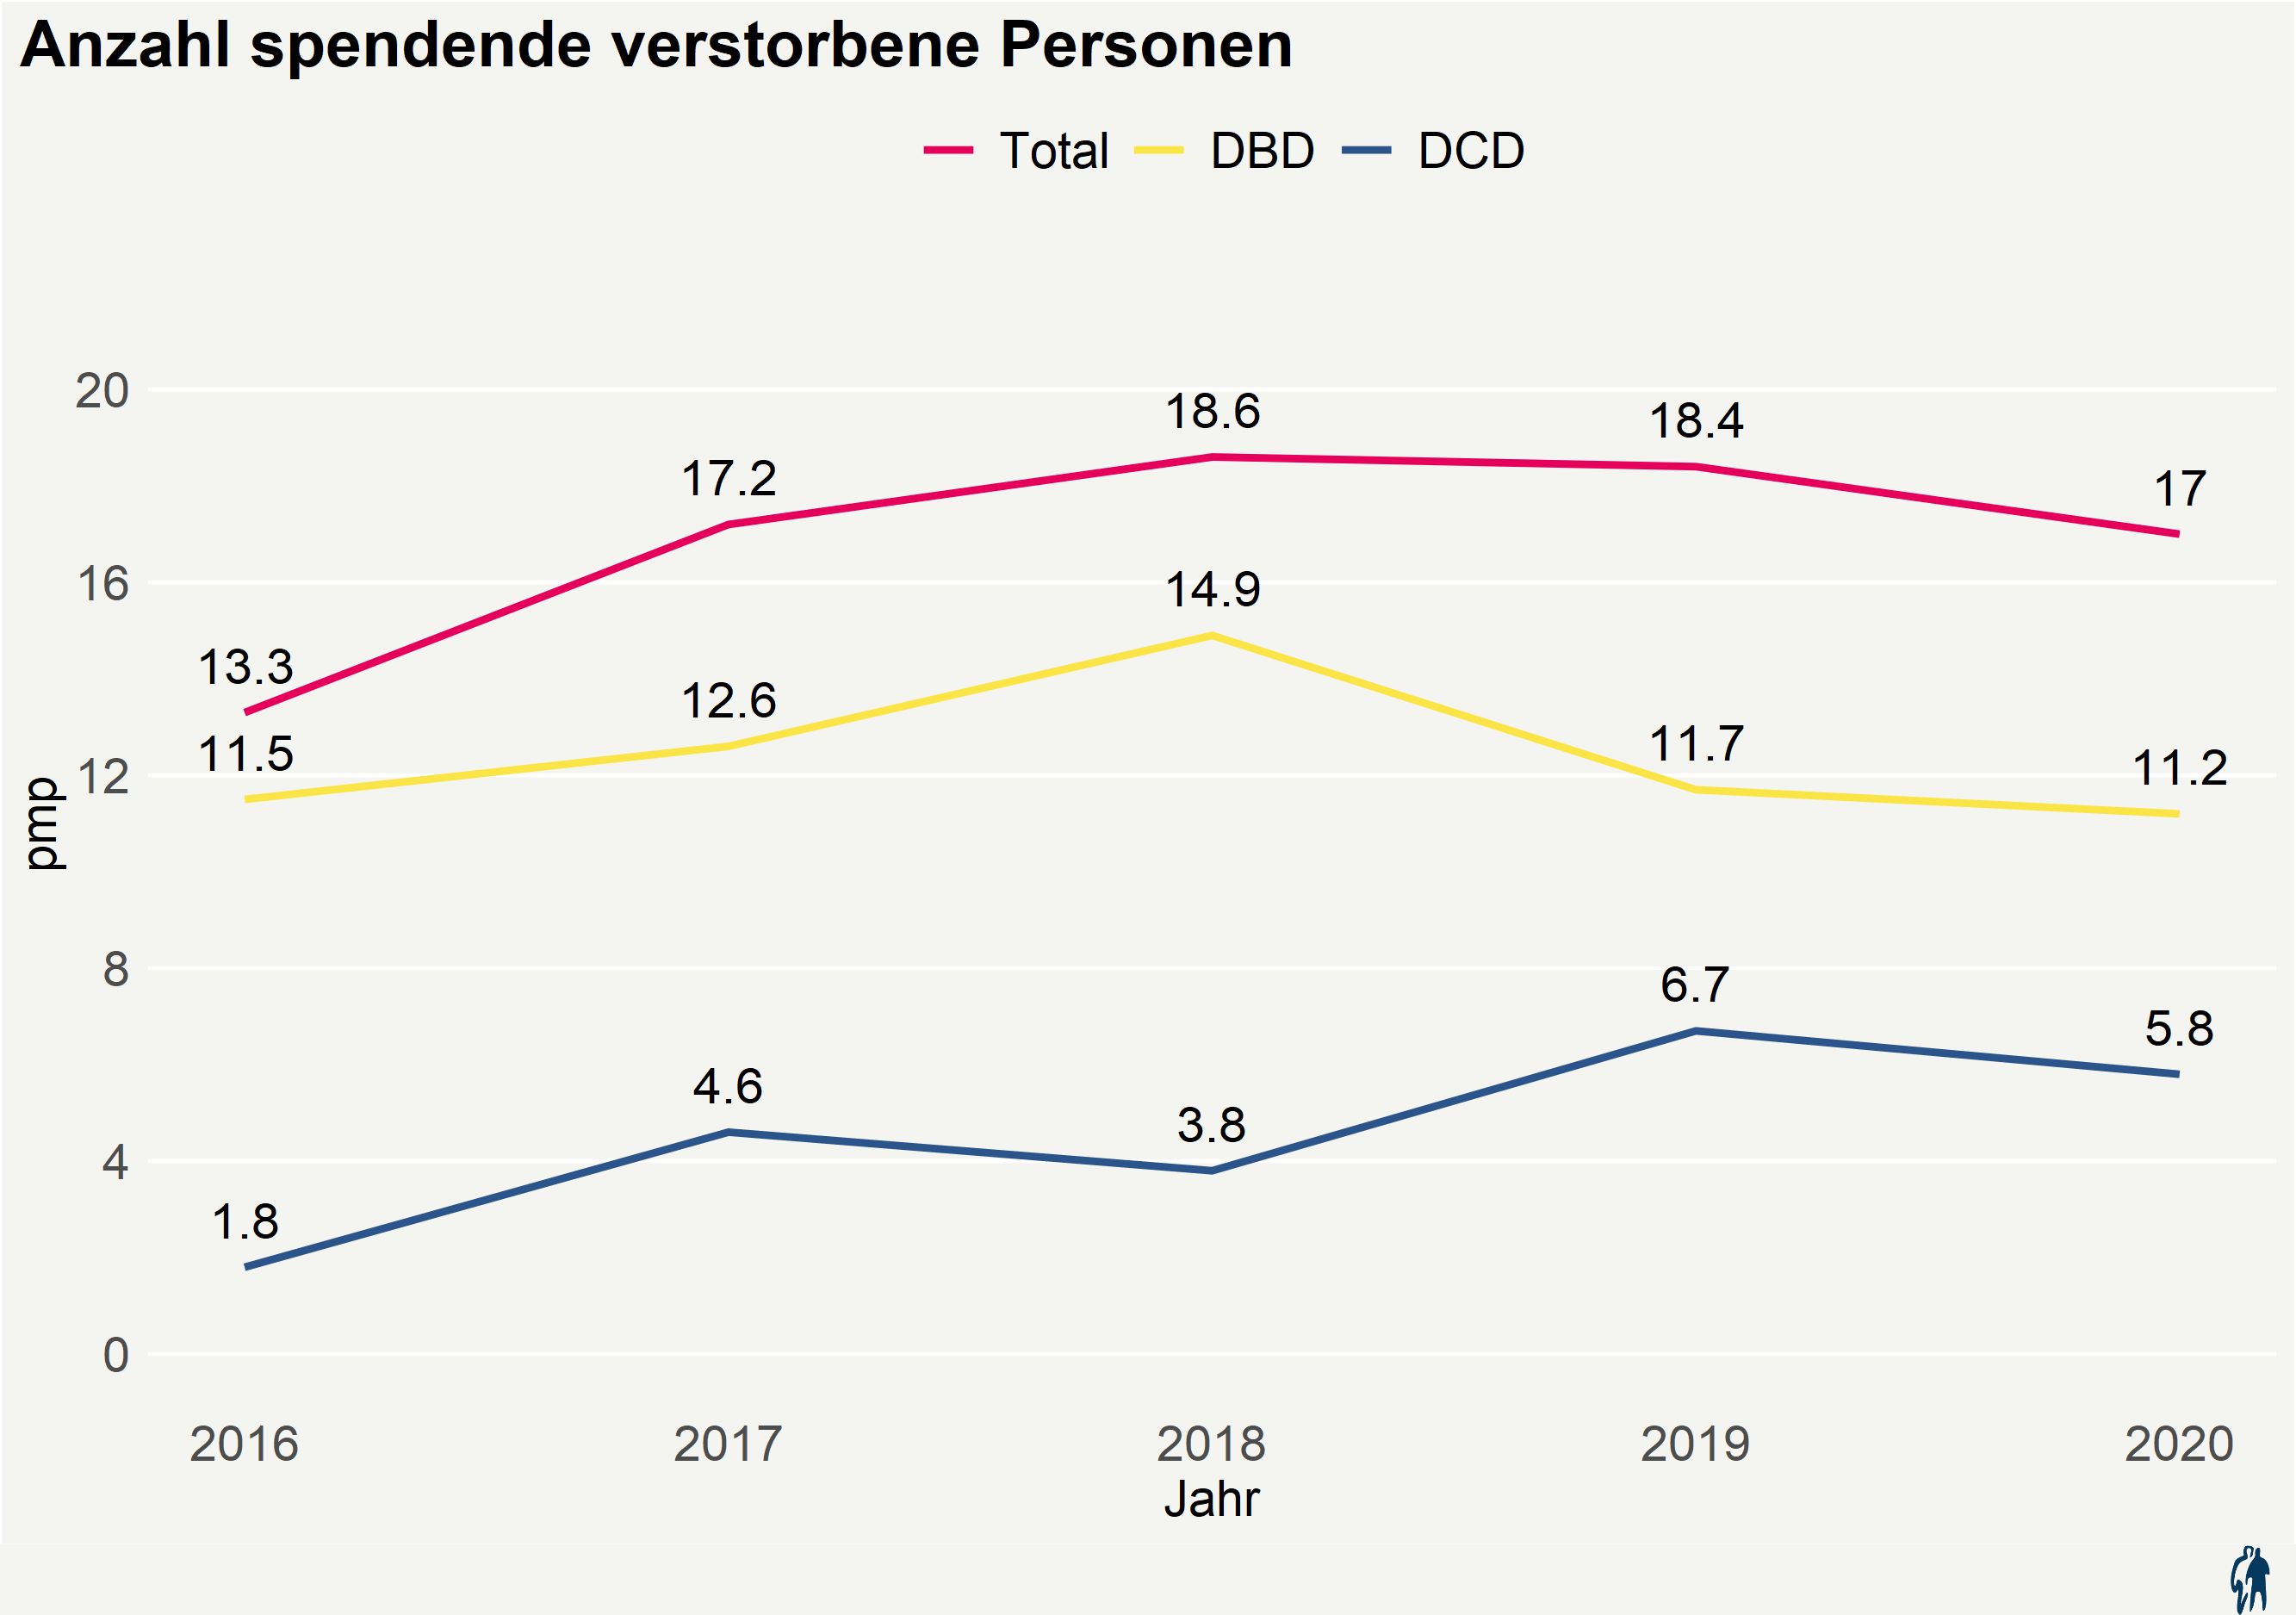 Anzahl spendende verstorbene Personen
Total DBD DCD
20
16
12
8
4
0
pmp
13.3 17.2 18.6 18.4 17
11.5 12.6 14.9 11.7 11.2
1.8 4.6 3.8 6.7 5.8
2016 2017 2018 2019 2020
Jahr